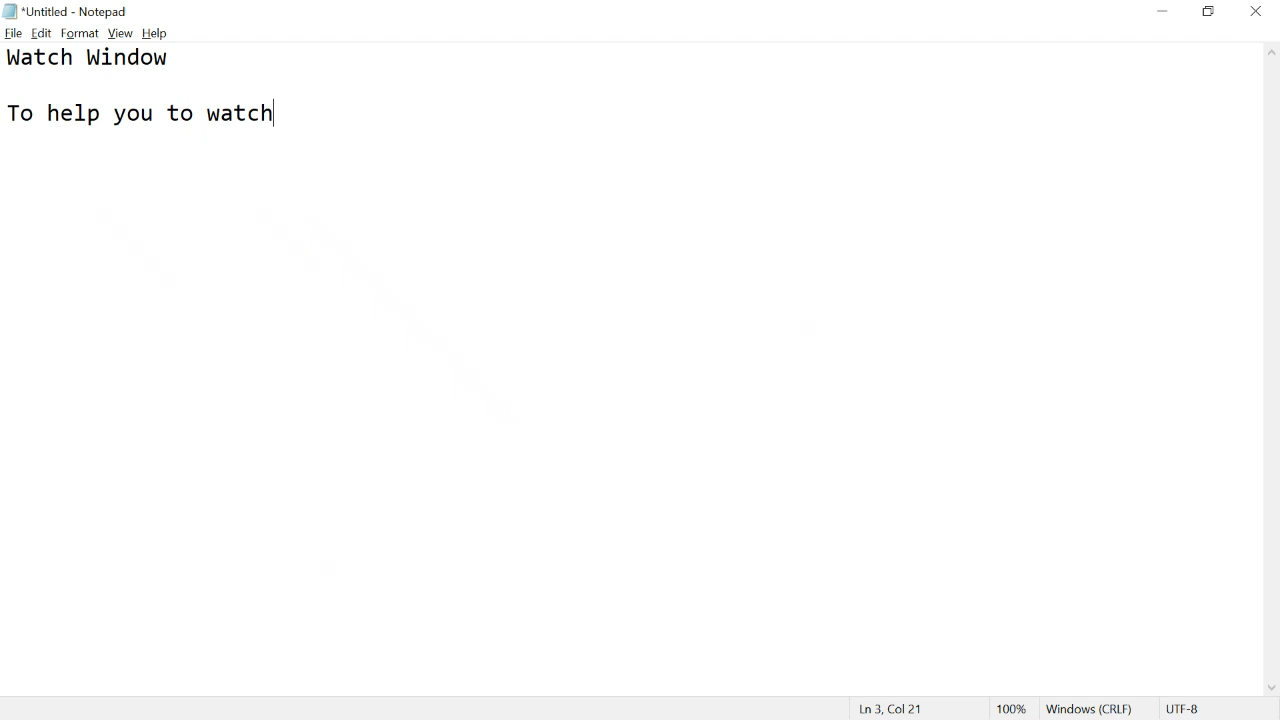 *Untitled - Notepad
File Edit Format View Help
Watch Window
To help you to watch
Ln 3, Col 21 100% Windows (CRLF) UTF-8